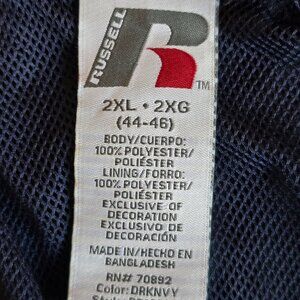 RUSSELL
R
TM
2XL • 2XG
(44-46)
BODY/CUERPO:
100% POLYESTER/
POLIÉSTER
LINING/FORRO:
100% POLYESTER/
POLIÉSTER
EXCLUSIVE OF
DECORATION
EXCLUSIVO DE
DECORACIÓN
MADE IN/HECHO EN
BANGLADESH
RN# 70892
Color: DRKNVY